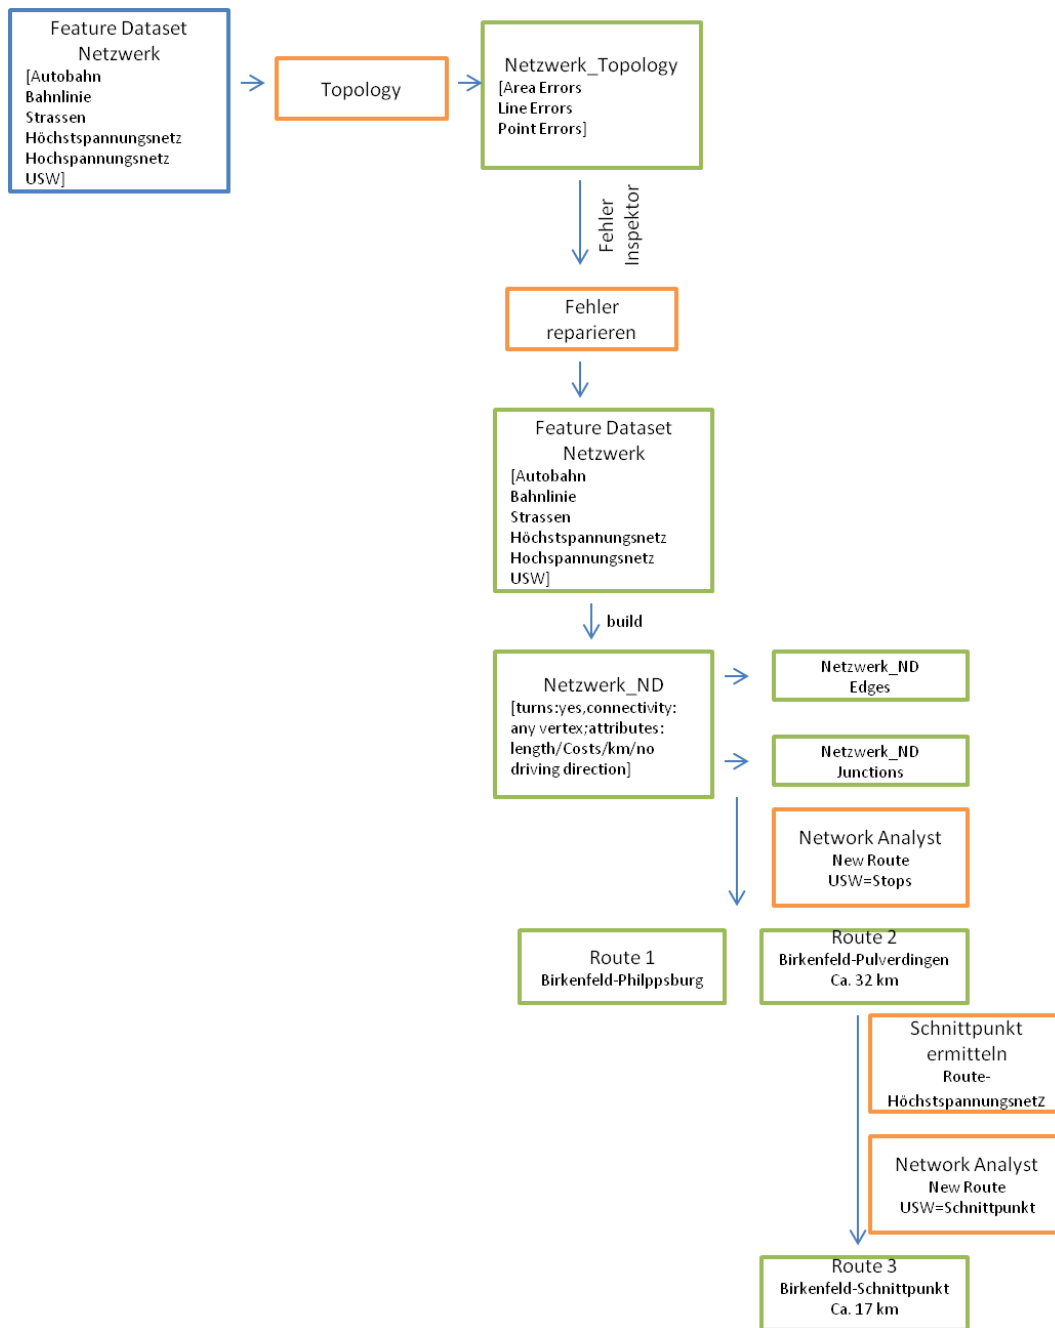 Feature Dataset
Netzwerk
[Autobahn
Bahnlinie
Strassen
Höchstspannungsnetz
Hochspannungsnetz
USW]
Topology
Netzwerk_Topology
[Area Errors
Line Errors
Point Errors]
Fehler
Inspektor
Fehler
reparieren
Feature Dataset
Netzwerk
[Autobahn
Bahnlinie
Strassen
Höchstspannungsnetz
Hochspannungsnetz
USW]
build
Netzwerk_ND
[turns:yes,connectivity:
any vertex;attributes:
length/Costs/km/no
driving direction]
Netzwerk_ND
Edges
Netzwerk_ND
Junctions
Network Analyst
New Route
USW=Stops
Route 1
Birkenfeld-Philppsburg
Route 2
Birkenfeld-Pulverdingen
Ca. 32 km
Schnittpunkt
ermitteln
Route-
Höchstspannungsnetz
Network Analyst
New Route
USW=Schnittpunkt
Route 3
Birkenfeld-Schnittpunkt
Ca. 17 km